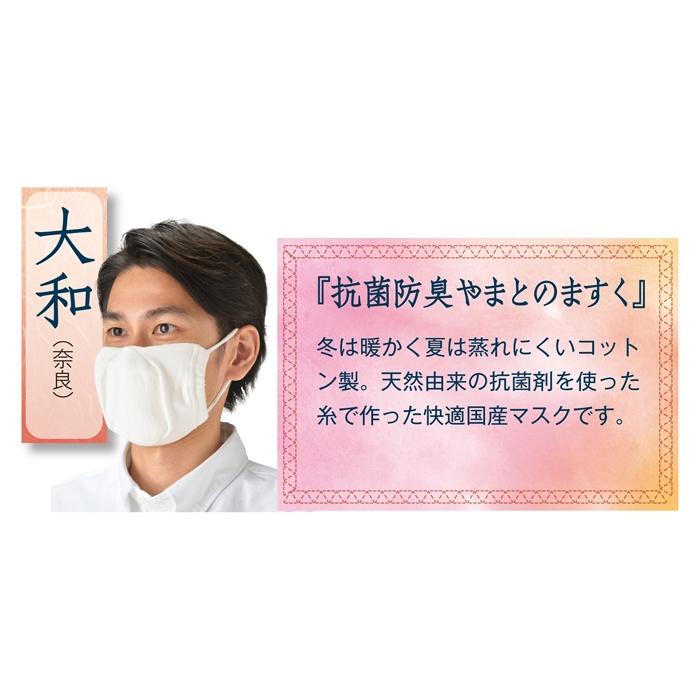 大和
（奈良）
『抗菌防臭やまとのますく』
冬は暖かく夏は蒸れにくいコット
ン製。天然由来の抗菌剤を使った
糸で作った快適国産マスクです。